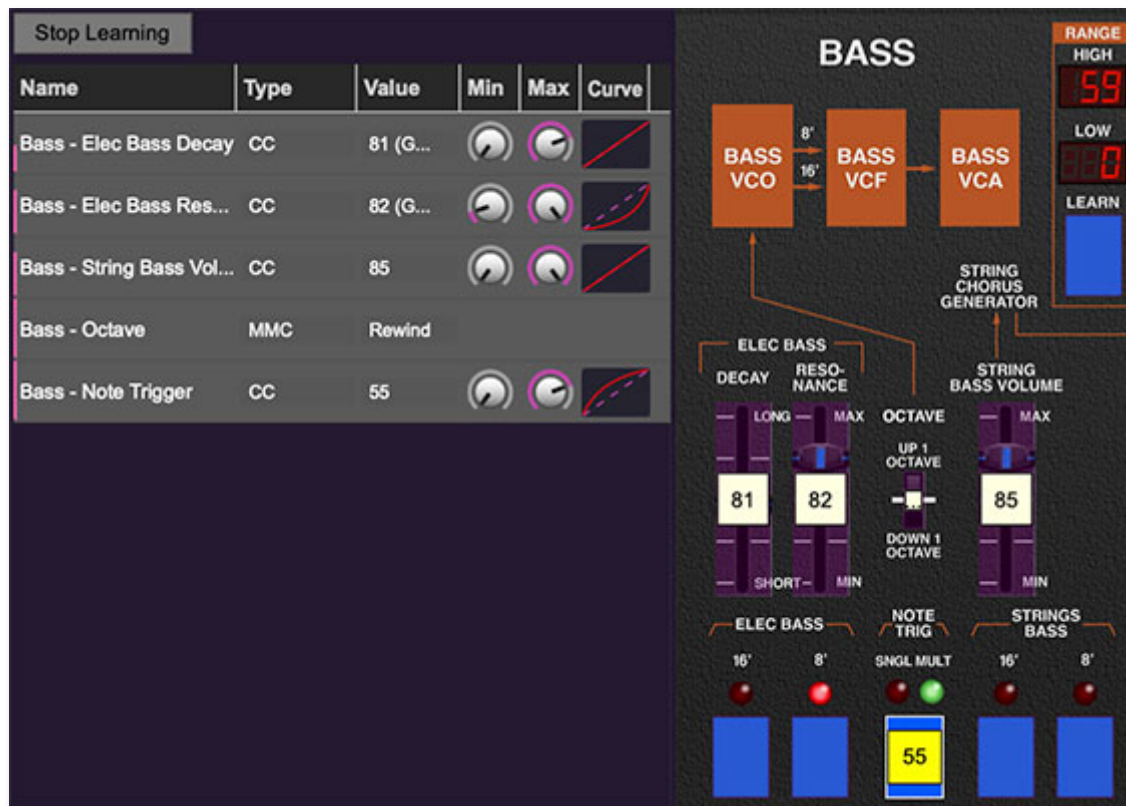 Stop Learning
Name Type Value Min Max Curve
Bass - Elec Bass Decay CC 81 (G...
Bass - Elec Bass Res... CC 82 (G...
Bass - String Bass Vol... CC 85
Bass - Octave MMC Rewind
Bass - Note Trigger CC 55
BASS
RANGE
HIGH
59
LOW
0
LEARN
BASS
VCO
8'
16'
BASS
VCF
BASS
VCA
STRING
CHORUS
GENERATOR
ELEC BASS
DECAY
RESO-
NANCE
STRING
BASS VOLUME
LONG MAX OCTAVE MAX
UP 1
OCTAVE
81 82 ... 85
DOWN 1
OCTAVE
SHORT MIN MIN
ELEC BASS
NOTE
TRIG
STRINGS
BASS
16' 8' SNGL MULT 16' 8'
55